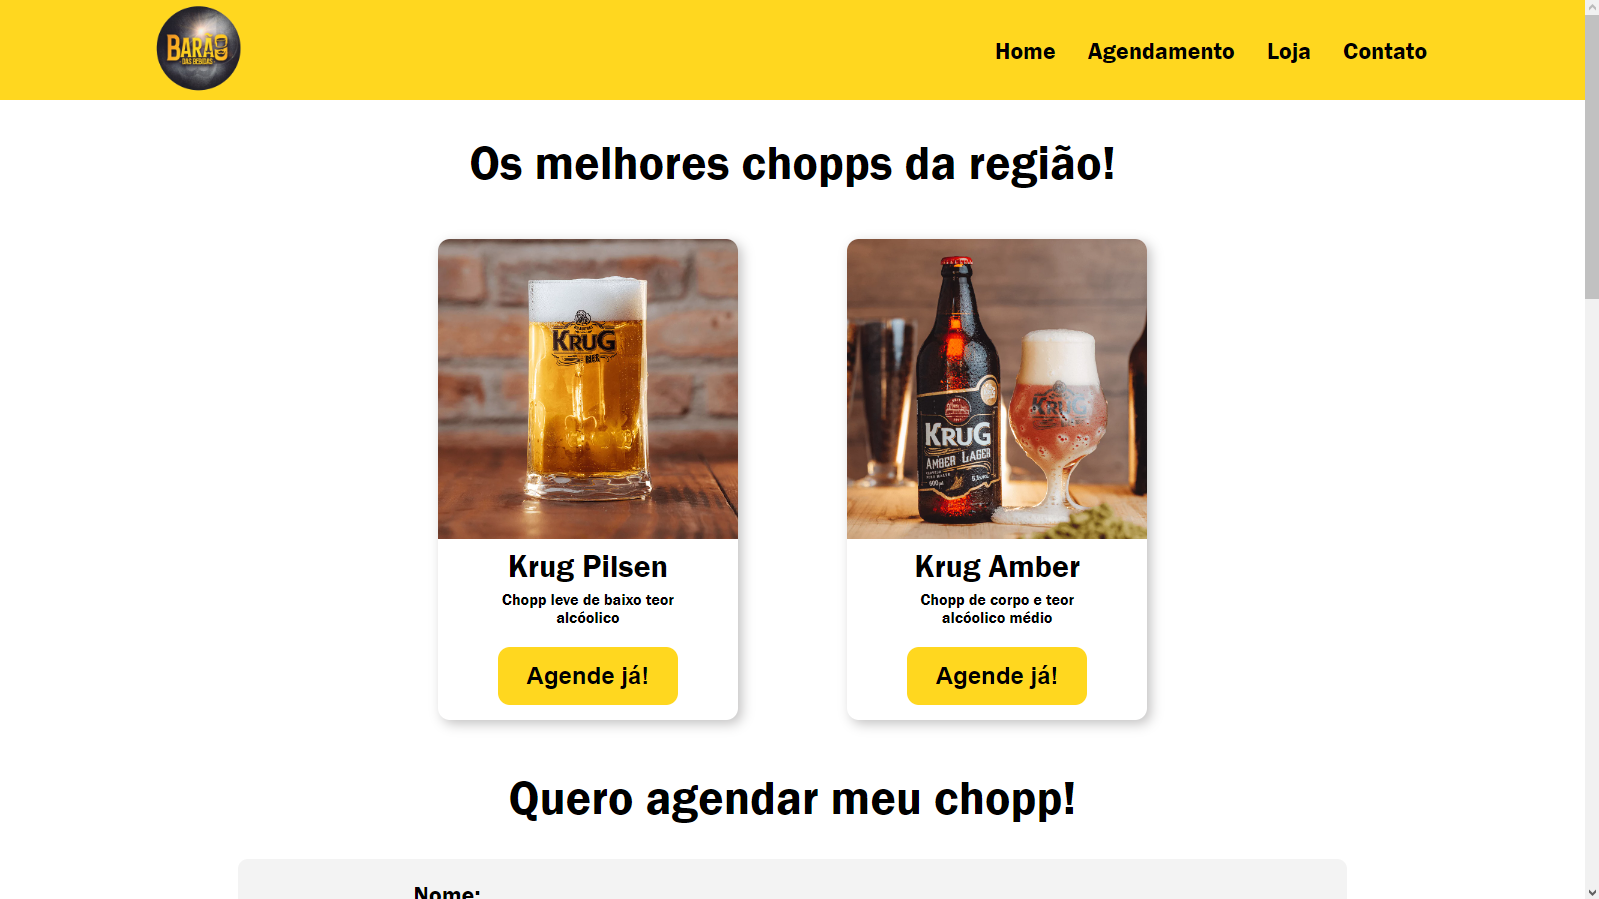 BARÃO
DAS BEBIDAS
Home Agendamento Loja Contato
Os melhores chopps da região!
KRUG
BIER
KRUG
KRUG
AMBER LAGER
Krug Pilsen
Chopp leve de baixo teor
alcóolico
Agende já!
Krug Amber
Chopp de corpo e teor
alcóolico médio
Agende já!
Quero agendar meu chopp!
Nome: